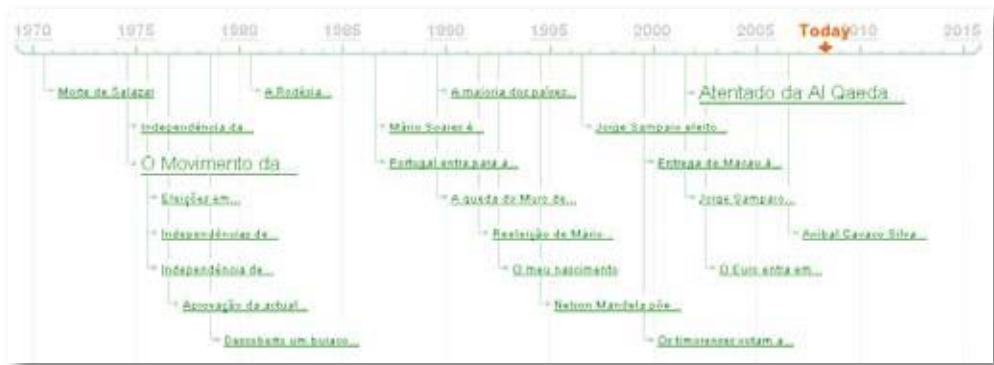 1970 1975 1980 1985 1990 1995 2000 2005 Today 2010 2015
Morte de Salazar
A Rodésia...
A maioria dos países...
Atentado da Al Qaeda...
Independência da...
Mário Soares é...
Jorge Sampaio eleito...
O Movimento da ...
Portugal entra para a...
Entrega de Macau à...
Eleições em...
A queda do Muro de...
Jorge Sampaio...
Independências de...
Reeleição de Mário...
Aníbal Cavaco Silva...
Independência de...
O meu nascimento
O Euro entra em...
Aprovação da actual...
Nelson Mandela põe...
Descoberto um buraco...
Os timorenses votam a...